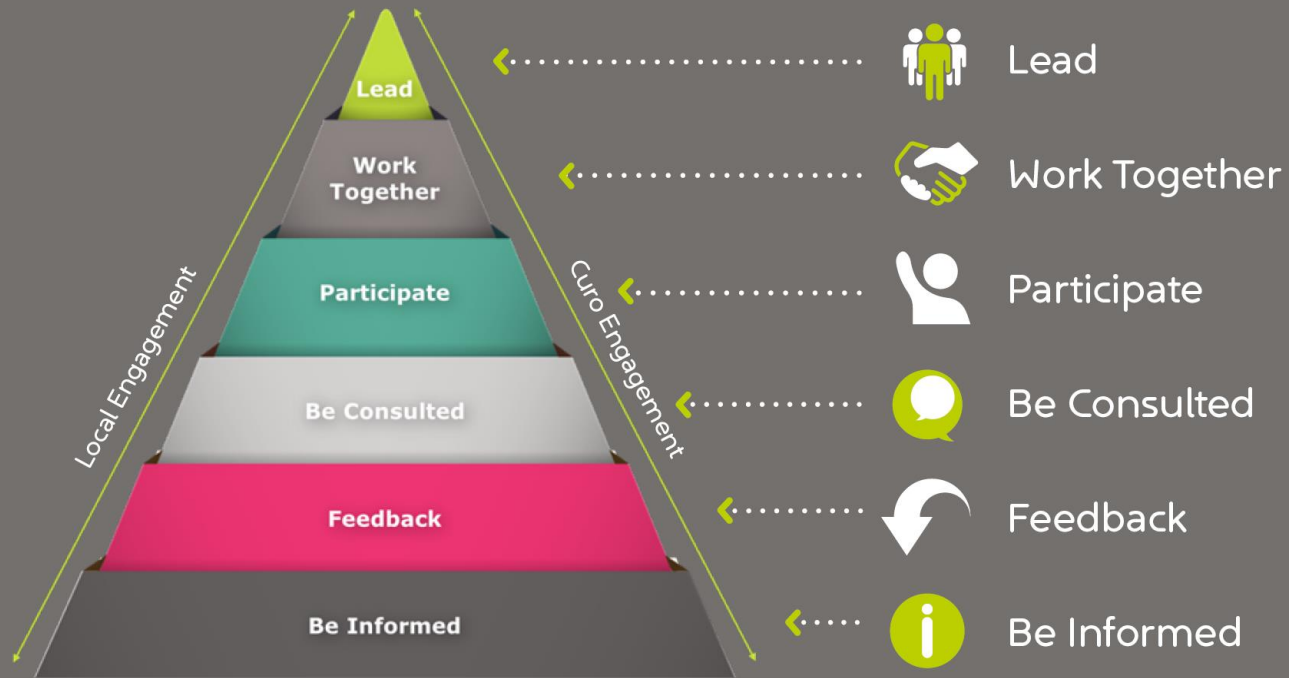 Lead
Work
Together
Participate
Be Consulted
Feedback
Be Informed
Local Engagement
Curo Engagement
Lead
Work Together
Participate
Be Consulted
Feedback
i
Be Informed